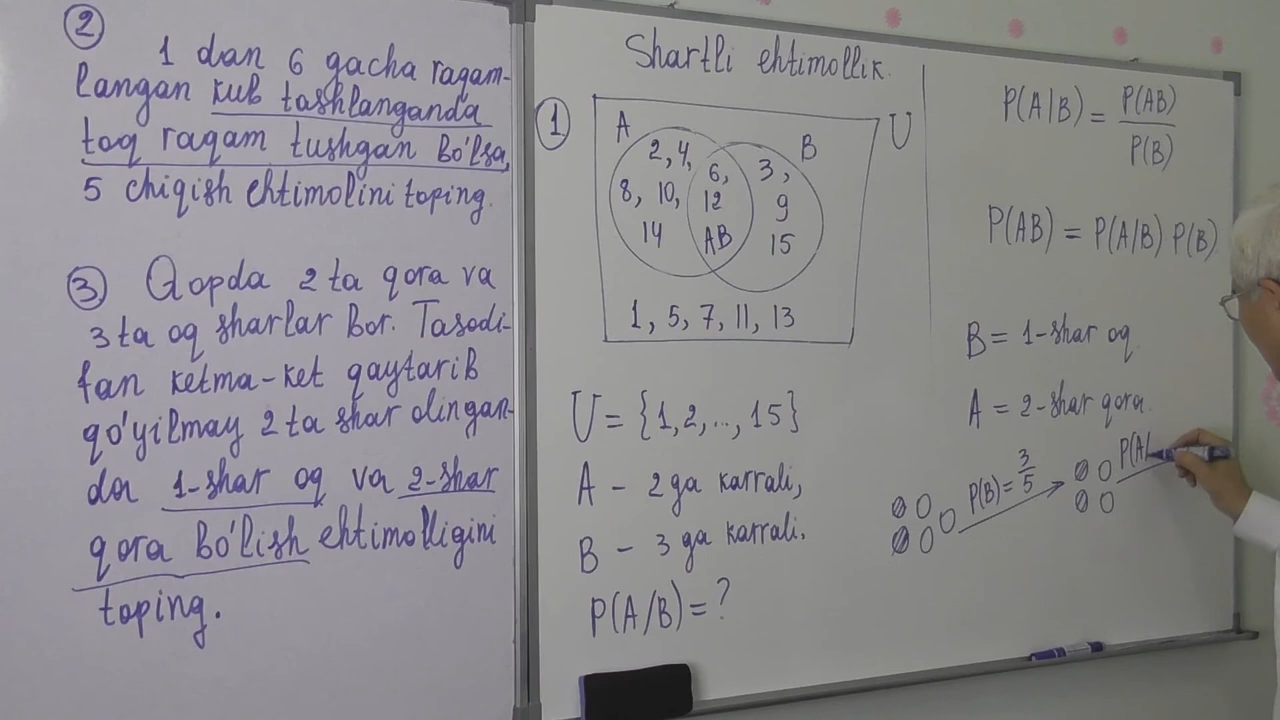 2
1 dan 6 gacha raqam-
langan kub tashlanganda
toq raqam tushgan bo'lsa,
5 chiqish ehtimolini toping.
3 Qopda 2 ta qora va
3 ta oq sharlar bor. Tasodi-
fan ketma-ket qaytarib
qo'yilmay 2 ta shar olingan-
da 1-shar oq va 2-shar
qora bo'lish ehtimolligini
toping.
Shartli ehtimollik.
1
A
B
U
2, 4,
8, 10,
14
6,
12
AB
3,
9
15
1, 5, 7, 11, 13
U = {1, 2, ..., 15}
A - 2 ga karrali,
B - 3 ga karrali.
P(A/B) = ?
P(A|B) = P(AB)
P(B)
P(AB) = P(A/B) P(B)
B = 1-shar oq
A = 2-shar qora.
P(B) = 3/5
P(A/